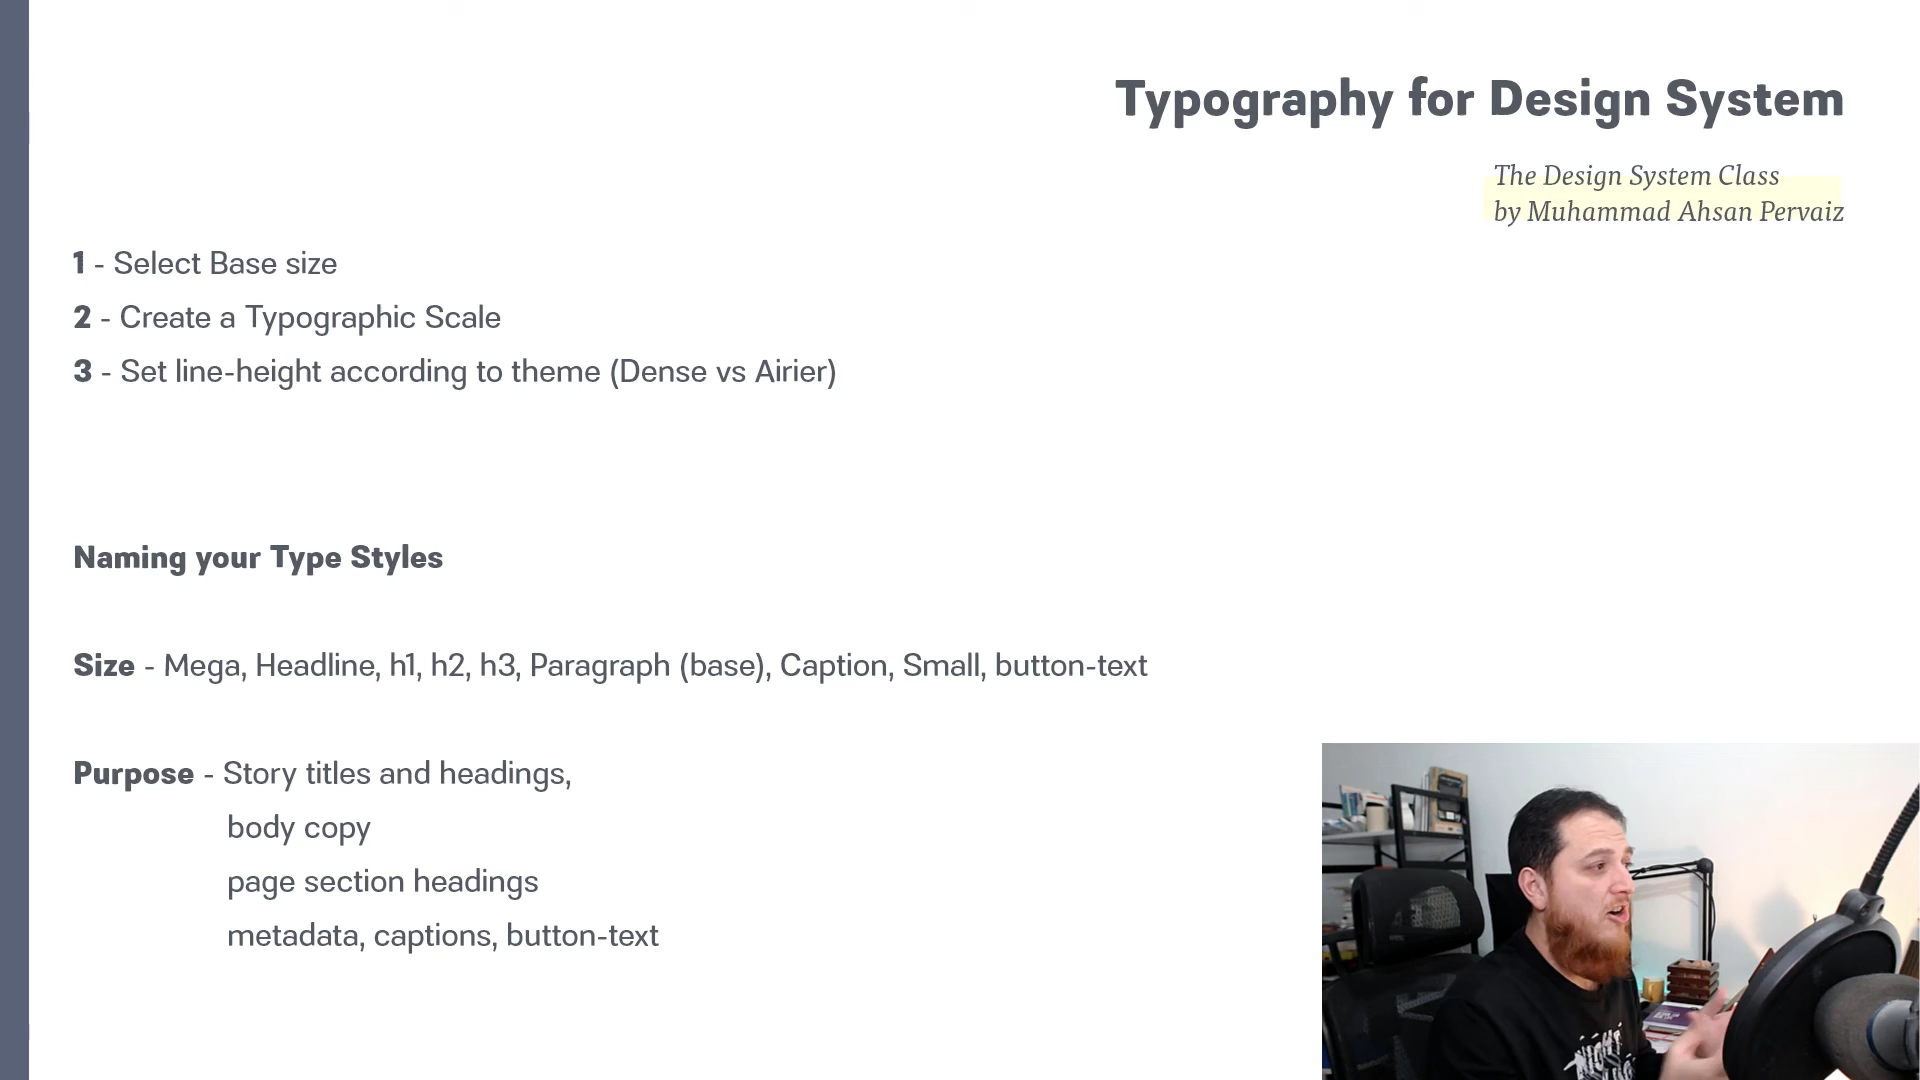 Typography for Design System
The Design System Class
by Muhammad Ahsan Pervaiz
1 - Select Base size
2 - Create a Typographic Scale
3 - Set line-height according to theme (Dense vs Airier)
Naming your Type Styles
Size - Mega, Headline, h1, h2, h3, Paragraph (base), Caption, Small, button-text
Purpose - Story titles and headings,
body copy
page section headings
metadata, captions, button-text